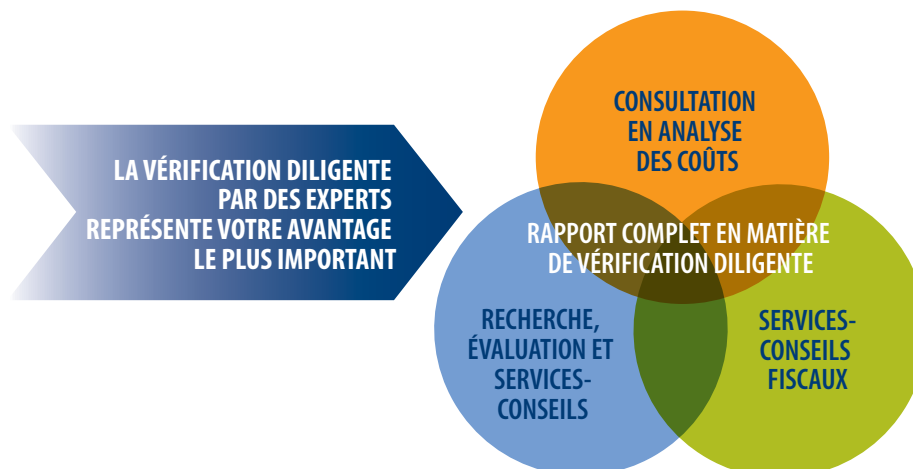 LA VÉRIFICATION DILIGENTE
PAR DES EXPERTS
REPRÉSENTE VOTRE AVANTAGE
LE PLUS IMPORTANT
CONSULTATION
EN ANALYSE
DES COÛTS
RAPPORT COMPLET EN MATIÈRE
DE VÉRIFICATION DILIGENTE
RECHERCHE,
ÉVALUATION ET
SERVICES-
CONSEILS
SERVICES-
CONSEILS
FISCAUX